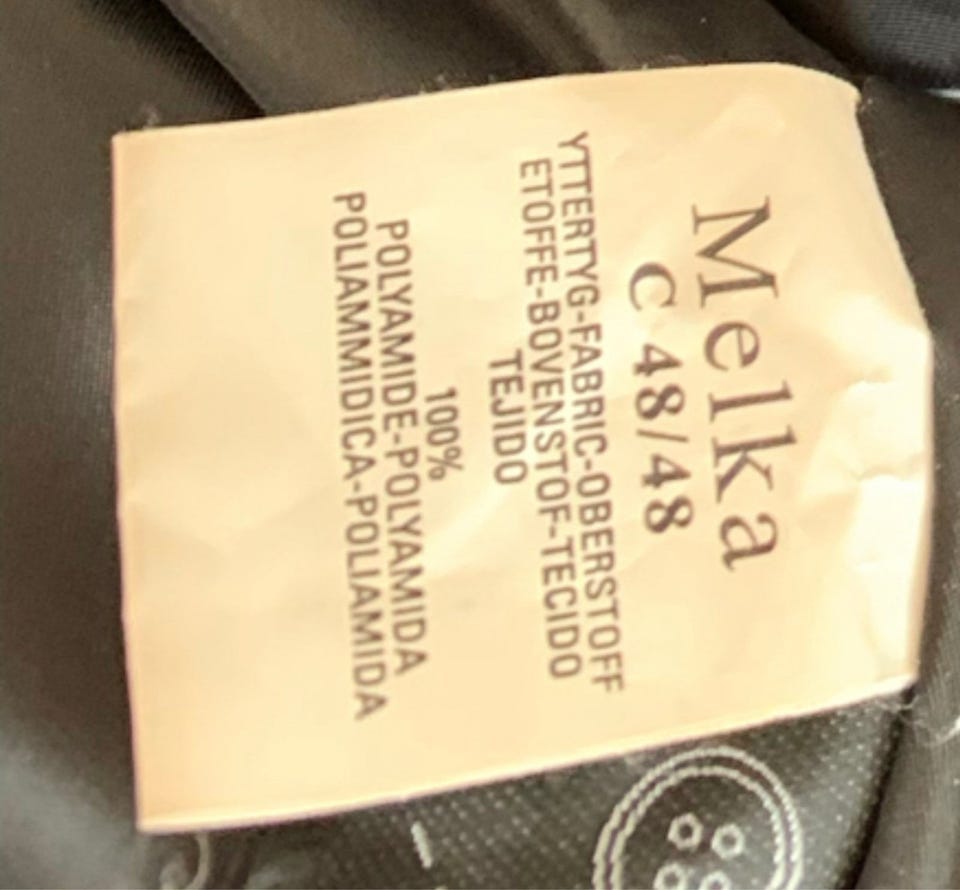 Melka
C 48/48
YTTERTYG-FABRIC-OBERSTOFF
ETOFFE-BOVENSTOF-TECIDO
TEJIDO
100%
POLYAMIDE-POLYAMIDA
POLIAMMIDICA-POLIAMIDA